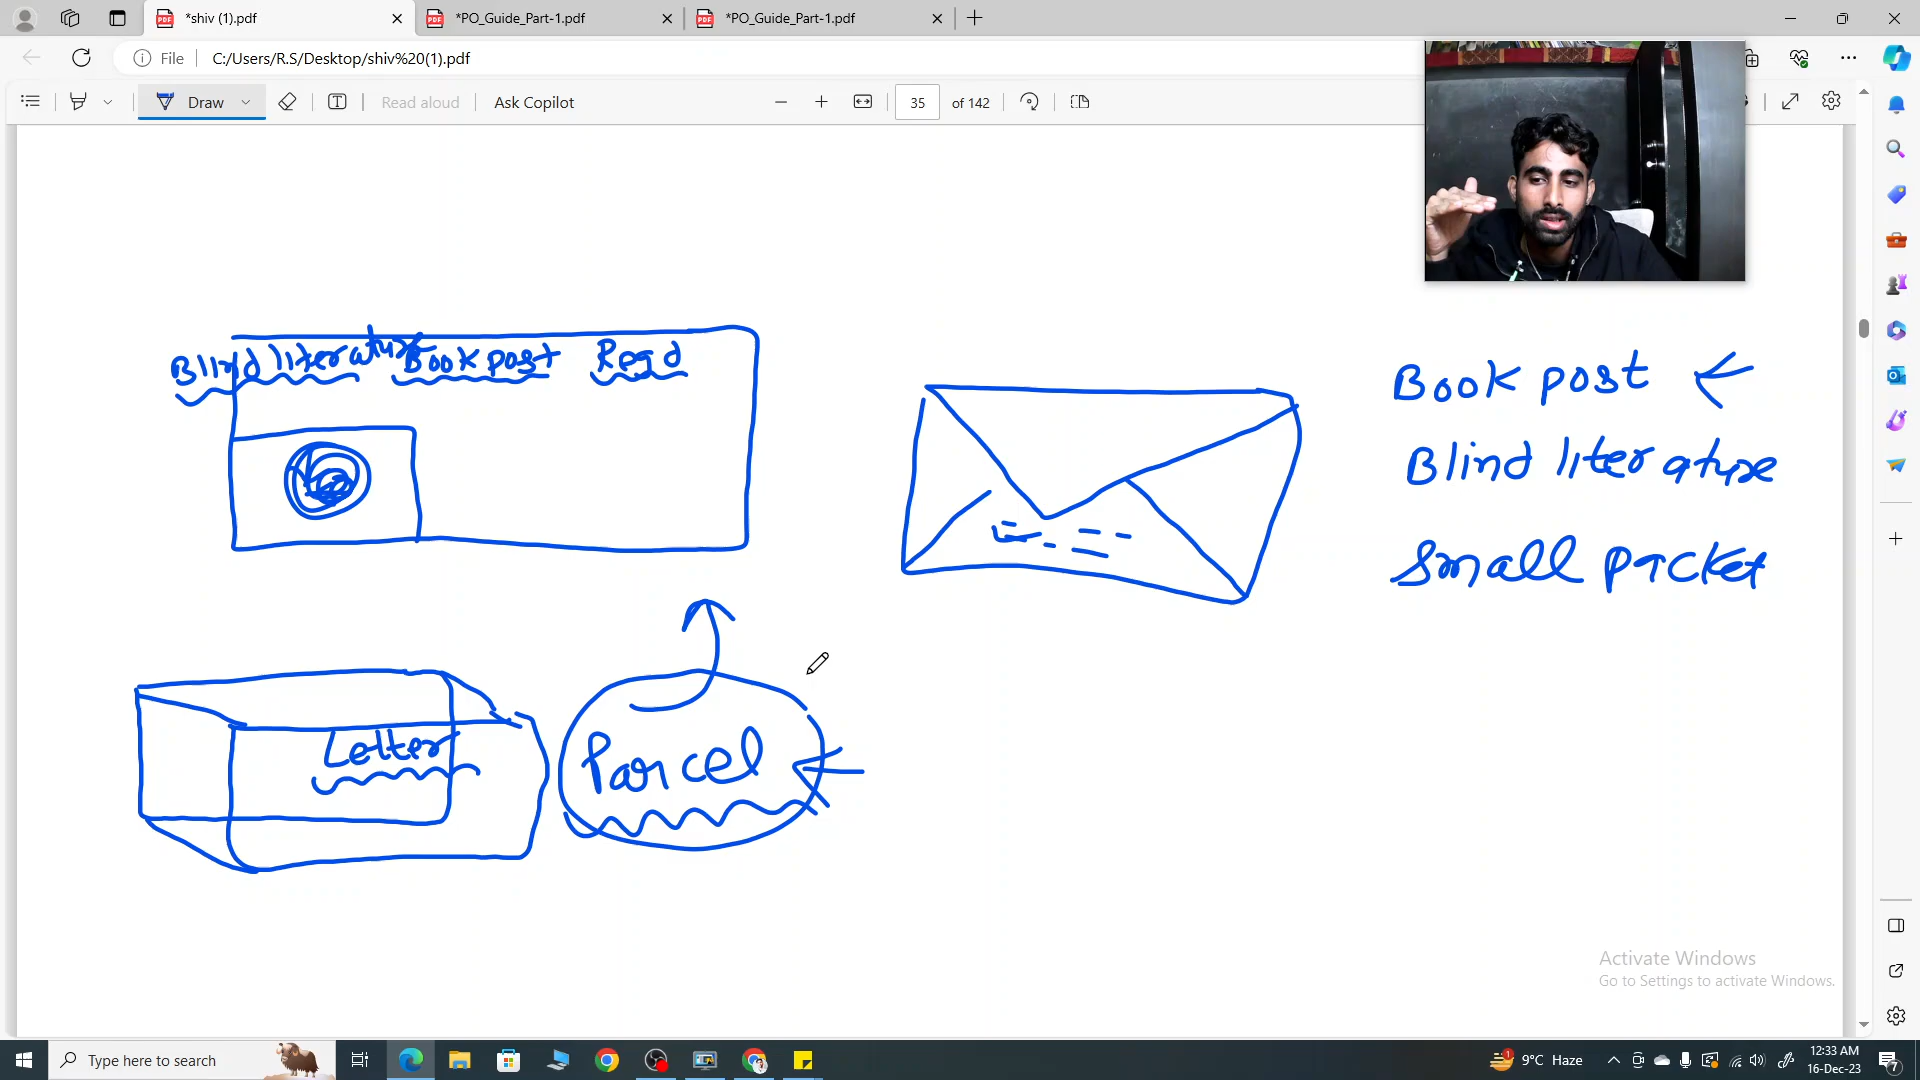 *shiv (1).pdf
*PO_Guide_Part-1.pdf
*PO_Guide_Part-1.pdf
File
C:/Users/R.S/Desktop/shiv%20(1).pdf
Draw
Read aloud
Ask Copilot
35
of 142
Blind literature Book post Regd
Book post
Blind literature
Small packet
Letter
Parcel
Activate Windows
Go to Settings to activate Windows.
Type here to search
9°C Haze
12:33 AM
16-Dec-23
7